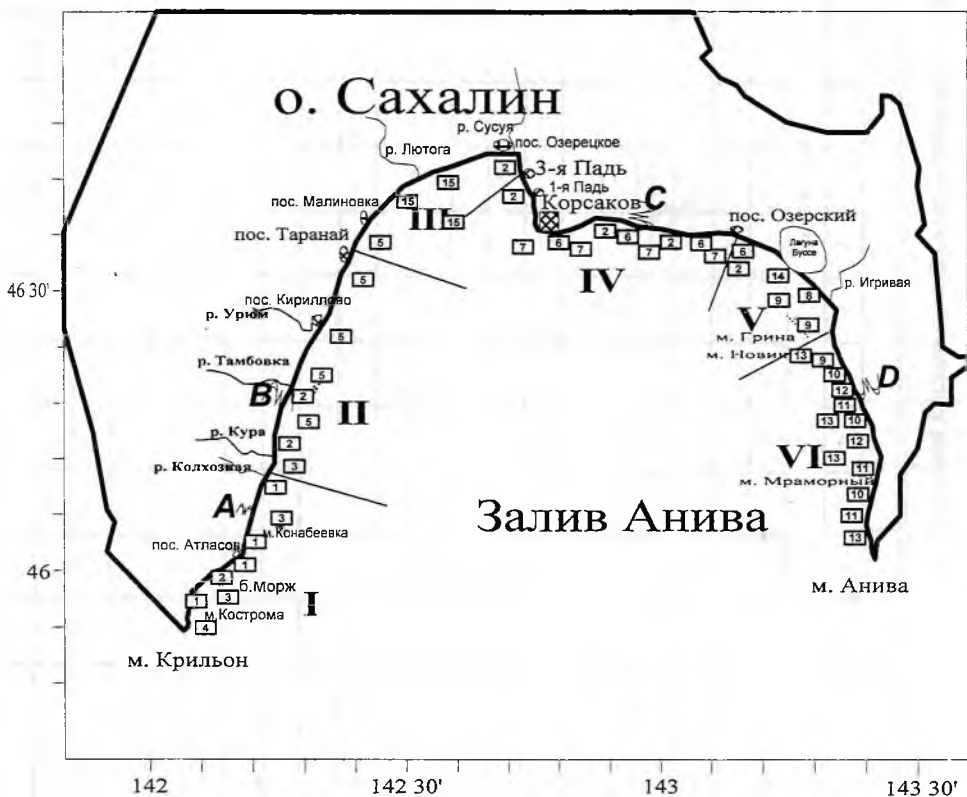 о. Сахалин
р. Сусуя
пос. Озерецкое
р. Лютога
3-я Падь
1-я Падь
Корсаков
C
пос. Малиновка
III
пос. Таранай
пос. Озерский
Лагуна
Буссе
46 30'
IV
р. Игривая
пос. Кириллово
р. Урюм
V
м. Грина
м. Новик
р. Тамбовка
B
II
D
р. Кура
р. Колхозная
VI
м. Мраморный
A
Залив Анива
м.Конабеевка
пос. Атласов
46
б.Морж
I
м.Кострома
м. Анива
м. Крильон
15
2
15
2
15
5
7
6
7
2
6
7
2
6
7
6
2
14
9
8
9
5
5
5
2
5
2
3
1
3
1
1
2
3
1
4
13
9
10
12
11
13
10
12
13
11
10
11
13
142
142 30'
143
143 30'